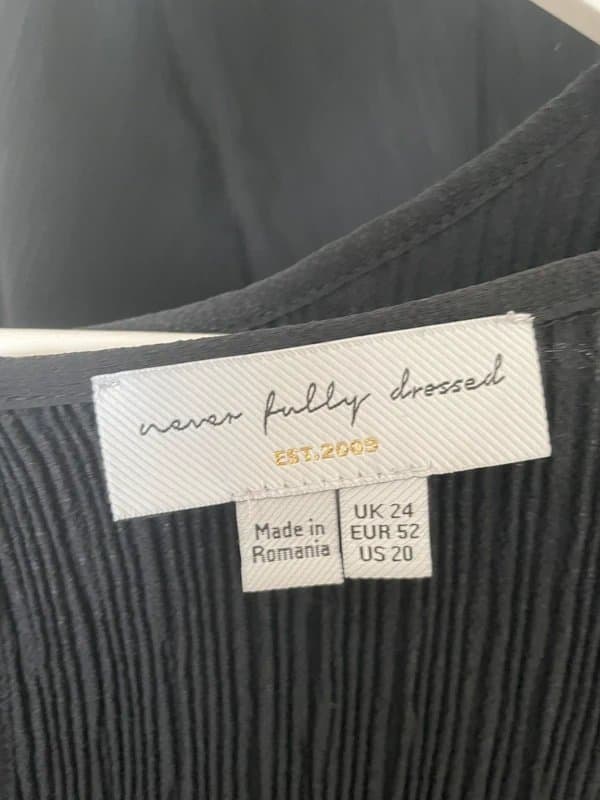 never fully dressed
EST.2009
Made in
Romania
UK 24
EUR 52
US 20